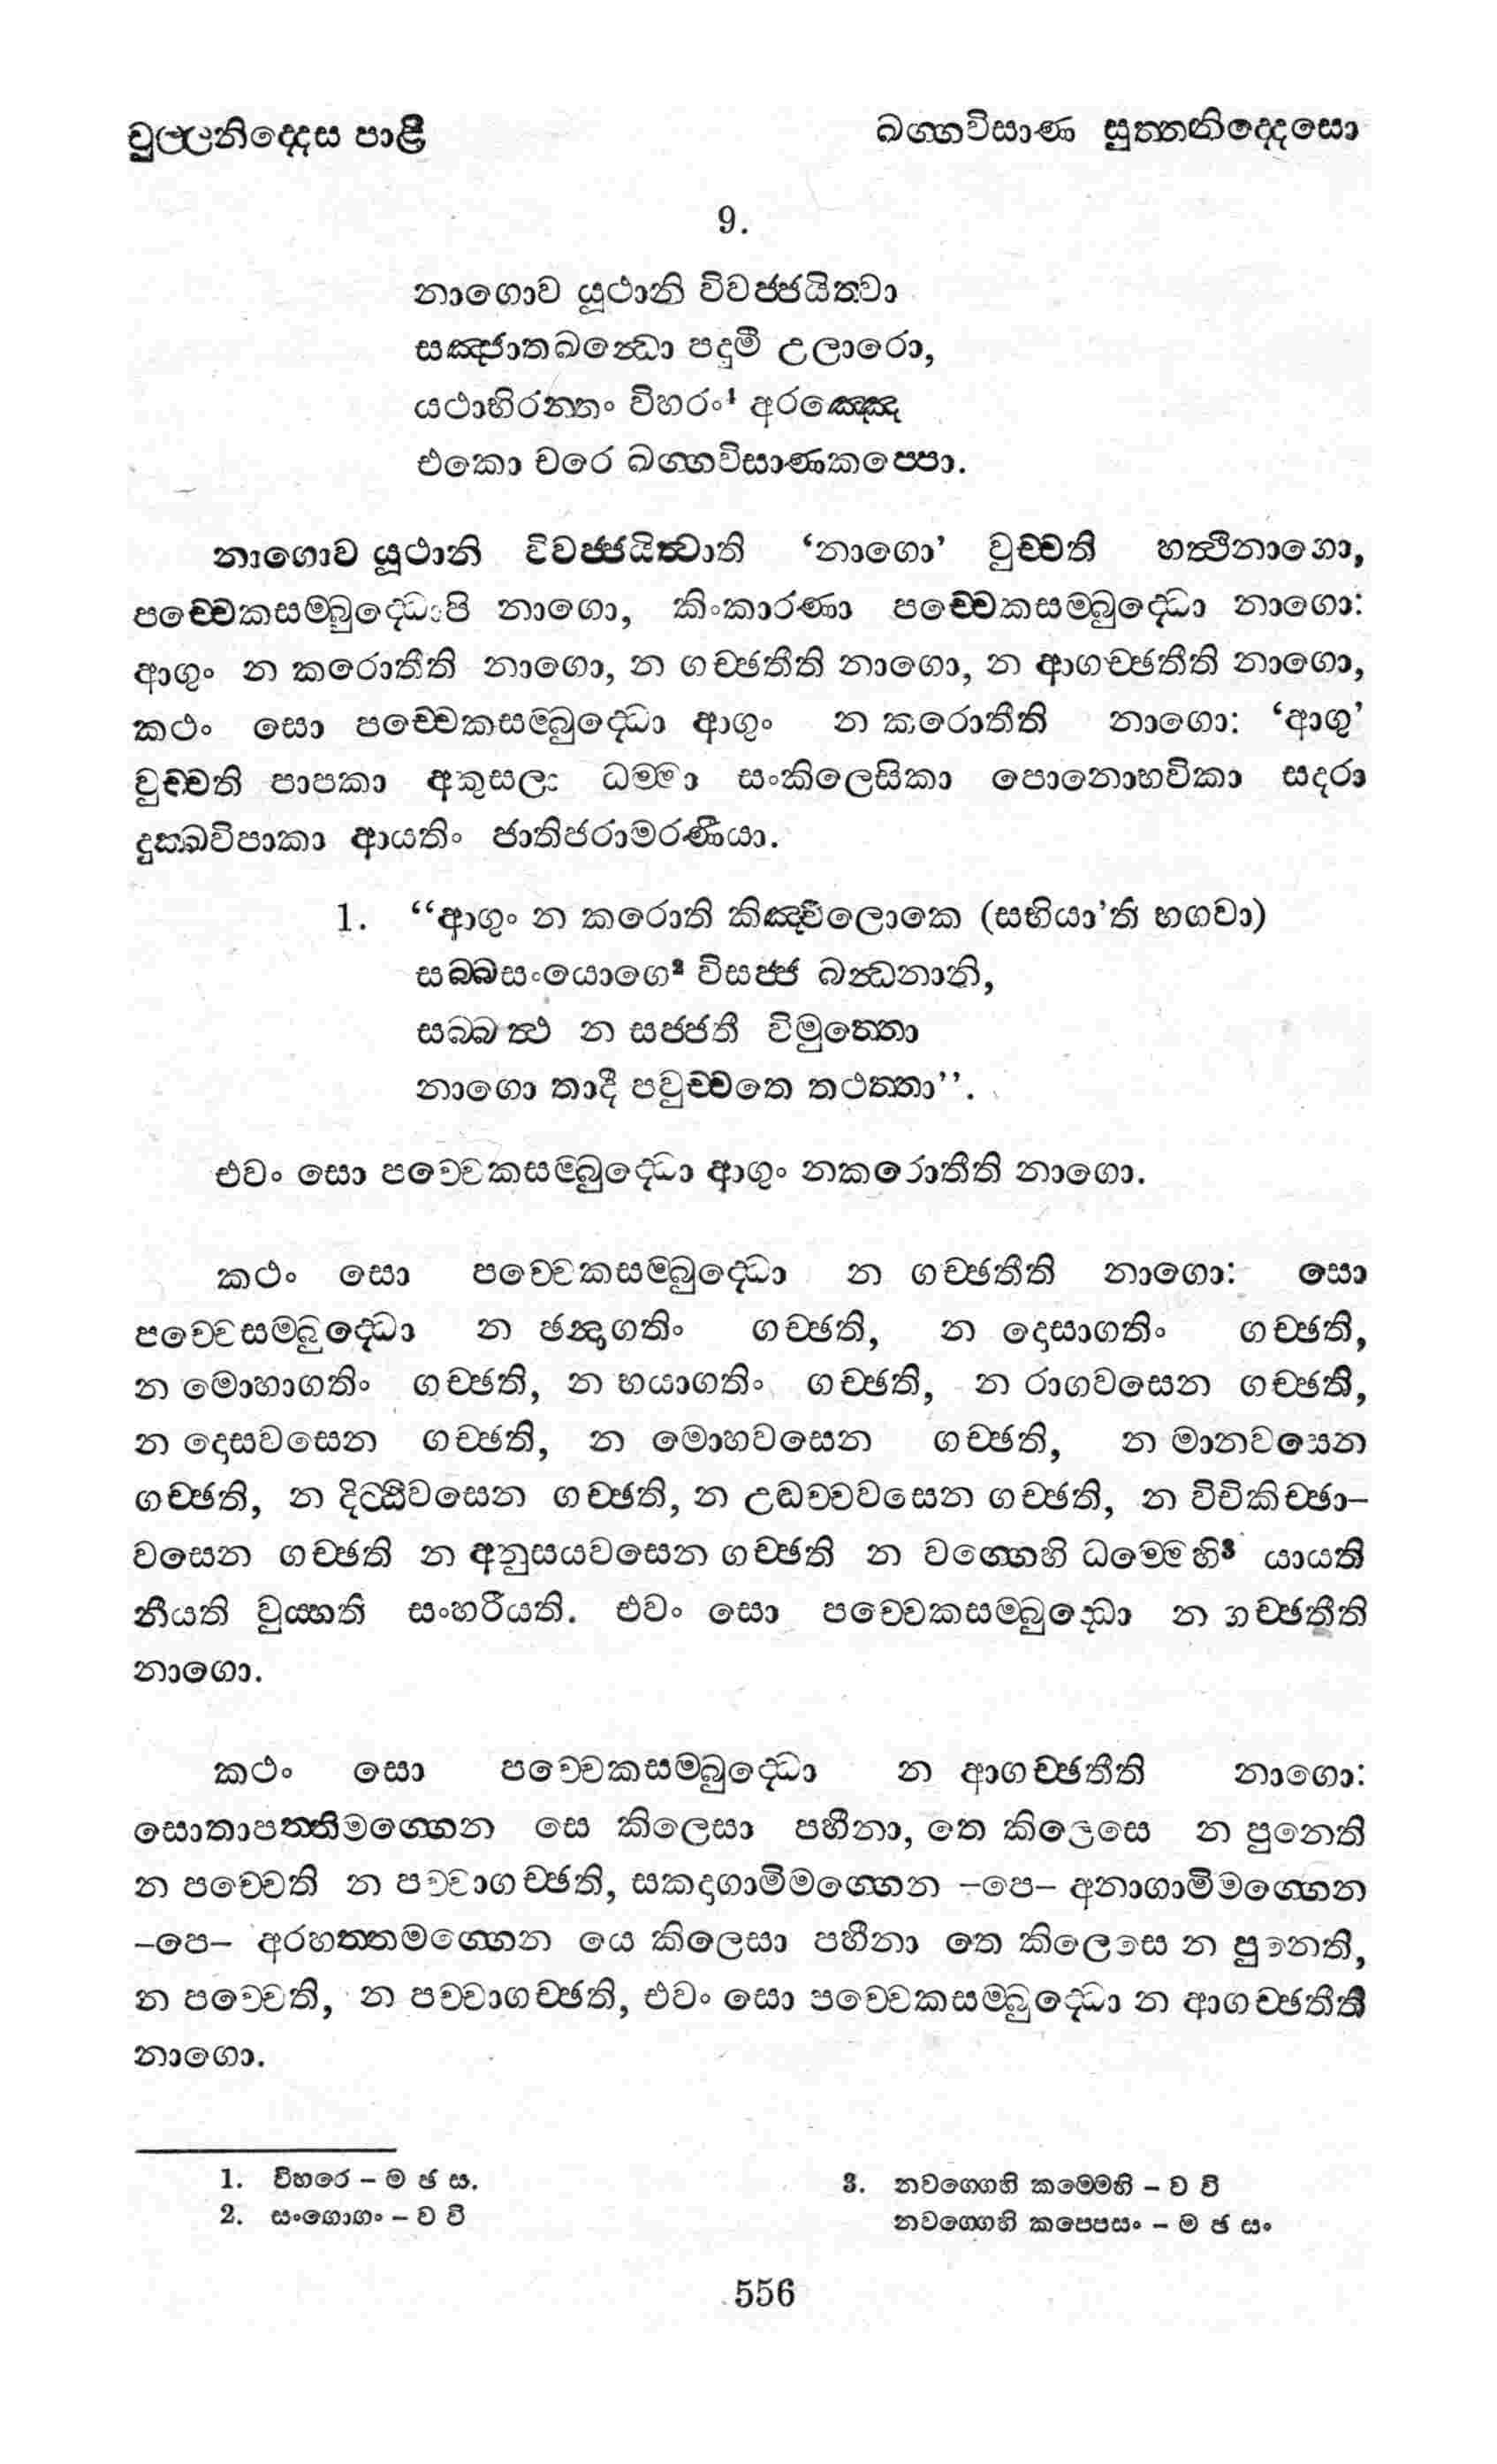 චුල්ලනිද්දෙස පාළි
ඛග්ගවිසාණ සුත්තනිද්දෙසො
9.
නාගොව යූථානි විවජ්ජයිත්වා
සඤ්ජාතඛන්ධො පදුමී උලාරො,
යථාභිරන්තං විහරං¹ අරඤ්ඤෙ
එකො චරෙ ඛග්ගවිසාණකප්පො.
නාගොව යූථානි විවජ්ජයිත්වාති ‘නාගො’ වුච්චති හත්ථිනාගො,
පච්චෙකසම්බුද්ධොපි නාගො, කිංකාරණා පච්චෙකසම්බුද්ධො නාගො:
ආගුං න කරොතීති නාගො, න ගච්ඡතීති නාගො, න ආගච්ඡතීති නාගො,
කථං සො පච්චෙකසම්බුද්ධො ආගුං න කරොතීති නාගො: ‘ආගු’
වුච්චති පාපකා අකුසලා ධම්මා සංකිලෙසිකා පොනොභවිකා සදරා
දුක්ඛවිපාකා ආයතිං ජාතිජරාමරණීයා.
1. “ආගුං න කරොති කිඤ්චිලොකෙ (සභියා’ති භගවා)
සබ්බසංයොගෙ² විසජ්ජ බන්ධනානි,
සබ්බත්ථ න සජ්ජතී විමුත්තො
නාගො තාදී පවුච්චතෙ තථත්තා”.
එවං සො පච්චෙකසම්බුද්ධො ආගුං නකරොතීති නාගො.
කථං සො පච්චෙකසම්බුද්ධො න ගච්ඡතීති නාගො: සො
පච්චෙසම්බුද්ධො න ඡන්දාගතිං ගච්ඡති, න දොසාගතිං ගච්ඡති,
න මොහාගතිං ගච්ඡති, න භයාගතිං ගච්ඡති, න රාගවසෙන ගච්ඡති,
න දොසවසෙන ගච්ඡති, න මොහවසෙන ගච්ඡති, න මානවසෙන
ගච්ඡති, න දිට්ඨිවසෙන ගච්ඡති, න උද්ධච්චවසෙන ගච්ඡති, න විචිකිච්ඡා–
වසෙන ගච්ඡති න අනුසයවසෙන ගච්ඡති න වග්ගෙහි ධම්මෙහි³ යායති
නීයති වුය්හති සංහරීයති. එවං සො පච්චෙකසම්බුද්ධො න ගච්ඡතීති
නාගො.
කථං සො පච්චෙකසම්බුද්ධො න ආගච්ඡතීති නාගො:
සොතාපත්තිමග්ගෙන සෙ කිලෙසා පහීනා, තෙ කිලෙසෙ න පුනෙති
න පච්චෙති න පච්චාගච්ඡති, සකදාගාමිමග්ගෙන –පෙ– අනාගාමිමග්ගෙන
–පෙ– අරහත්තමග්ගෙන යෙ කිලෙසා පහීනා තෙ කිලෙසෙ න පුනෙති,
න පච්චෙති, න පච්චාගච්ඡති, එවං සො පච්චෙකසම්බුද්ධො න ආගච්ඡතීති
නාගො.
1. විහරෙ – ම ඡ ස.
2. සංගොගං – ව වි
3. නවග්ගෙහි කම්මෙහි – ව වි
නවග්ගෙහි කප්පෙසං – ම ඡ සං
556